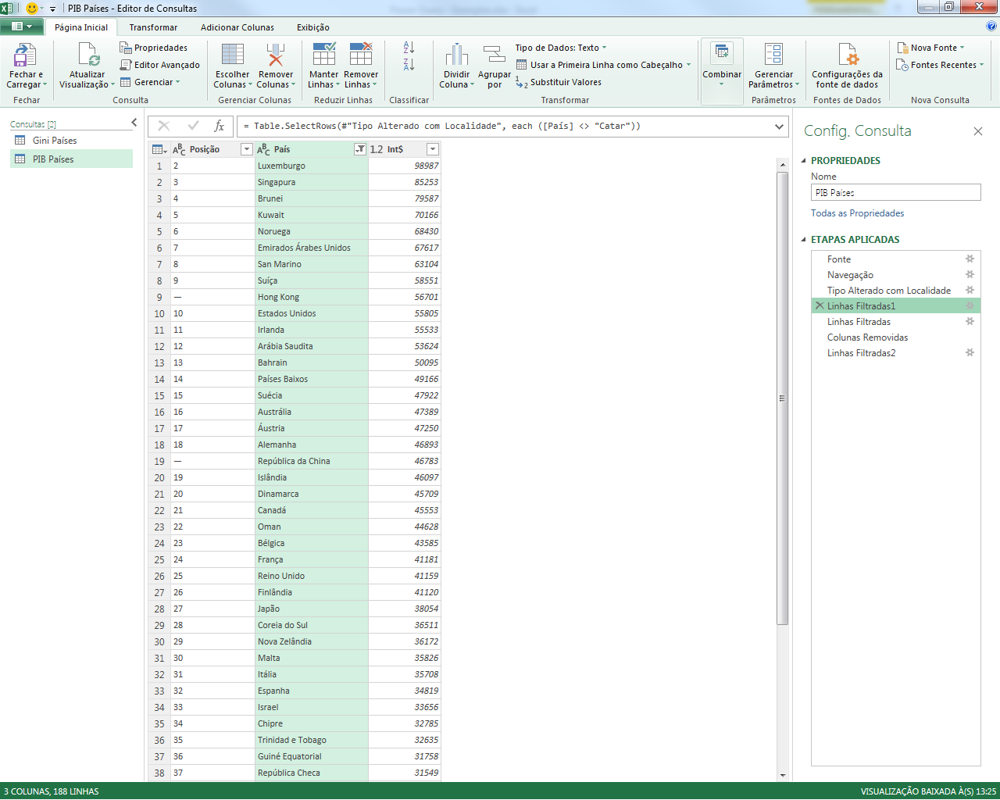 PIB Países - Editor de Consultas
Página Inicial Transformar Adicionar Colunas Exibição
Fechar e Carregar
Fechar
Atualizar Visualização
Propriedades
Editor Avançado
Gerenciar
Consulta
Escolher Colunas
Remover Colunas
Gerenciar Colunas
Manter Linhas
Remover Linhas
Reduzir Linhas
A Z
Z A
Classificar
Dividir Coluna
Agrupar por
Tipo de Dados: Texto
Usar a Primeira Linha como Cabeçalho
1 2 Substituir Valores
Transformar
Combinar
Gerenciar Parâmetros
Parâmetros
Configurações da fonte de dados
Fontes de Dados
Nova Fonte
Fontes Recentes
Nova Consulta
Consultas [2]
Gini Países
PIB Países
fx = Table.SelectRows(#"Tipo Alterado com Localidade", each ([País] <> "Catar"))
ABC Posição ABC País 1.2 Int$
1 2 Luxemburgo 98987
2 3 Singapura 85253
3 4 Brunei 79587
4 5 Kuwait 70166
5 6 Noruega 68430
6 7 Emirados Árabes Unidos 67617
7 8 San Marino 63104
8 9 Suíça 58551
9 — Hong Kong 56701
10 10 Estados Unidos 55805
11 11 Irlanda 55533
12 12 Arábia Saudita 53624
13 13 Bahrain 50095
14 14 Países Baixos 49166
15 15 Suécia 47922
16 16 Austrália 47389
17 17 Áustria 47250
18 18 Alemanha 46893
19 — República da China 46783
20 19 Islândia 46097
21 20 Dinamarca 45709
22 21 Canadá 45553
23 22 Oman 44628
24 23 Bélgica 43585
25 24 França 41181
26 25 Reino Unido 41159
27 26 Finlândia 41120
28 27 Japão 38054
29 28 Coreia do Sul 36511
30 29 Nova Zelândia 36172
31 30 Malta 35826
32 31 Itália 35708
33 32 Espanha 34819
34 33 Israel 33656
35 34 Chipre 32785
36 35 Trinidad e Tobago 32635
37 36 Guiné Equatorial 31758
38 37 República Checa 31549
Config. Consulta
PROPRIEDADES
Nome
PIB Países
Todas as Propriedades
ETAPAS APLICADAS
Fonte
Navegação
Tipo Alterado com Localidade
Linhas Filtradas1
Linhas Filtradas
Colunas Removidas
Linhas Filtradas2
3 COLUNAS, 188 LINHAS
VISUALIZAÇÃO BAIXADA À(S) 13:25